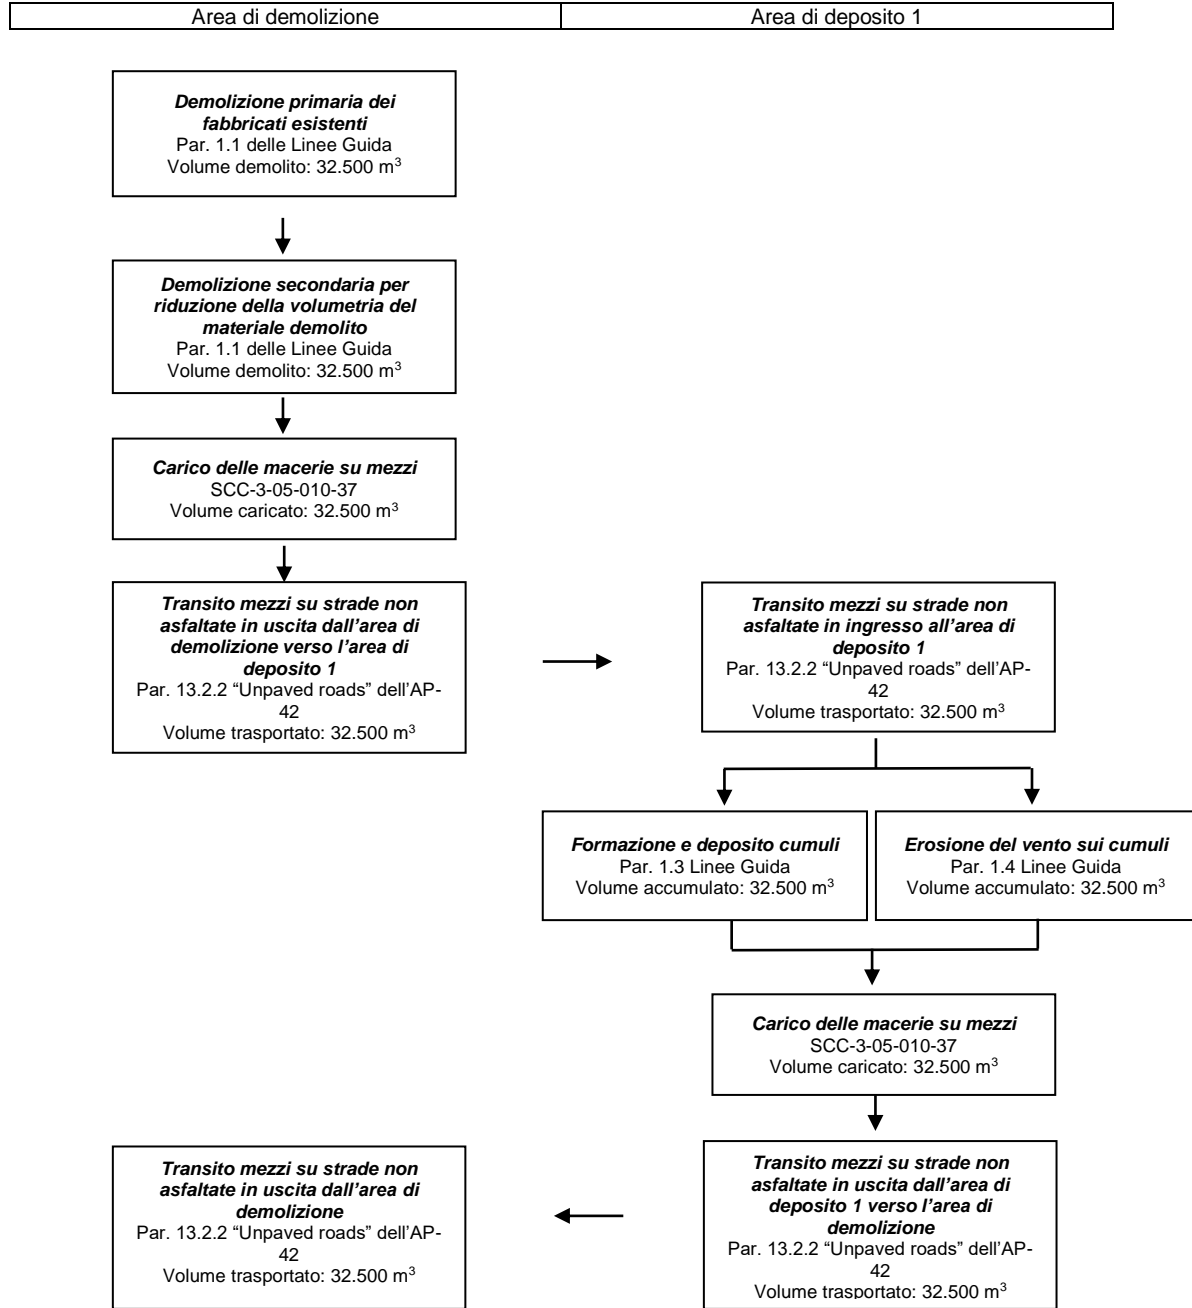 Area di demolizione
Area di deposito 1
Demolizione primaria dei
fabbricati esistenti
Par. 1.1 delle Linee Guida
Volume demolito: 32.500 m³
Demolizione secondaria per
riduzione della volumetria del
materiale demolito
Par. 1.1 delle Linee Guida
Volume demolito: 32.500 m³
Carico delle macerie su mezzi
SCC-3-05-010-37
Volume caricato: 32.500 m³
Transito mezzi su strade non
asfaltate in uscita dall'area di
demolizione verso l'area di
deposito 1
Par. 13.2.2 “Unpaved roads” dell'AP-
42
Volume trasportato: 32.500 m³
Transito mezzi su strade non
asfaltate in ingresso all'area di
deposito 1
Par. 13.2.2 “Unpaved roads” dell'AP-
42
Volume trasportato: 32.500 m³
Formazione e deposito cumuli
Par. 1.3 Linee Guida
Volume accumulato: 32.500 m³
Erosione del vento sui cumuli
Par. 1.4 Linee Guida
Volume accumulato: 32.500 m³
Carico delle macerie su mezzi
SCC-3-05-010-37
Volume caricato: 32.500 m³
Transito mezzi su strade non
asfaltate in uscita dall'area di
deposito 1 verso l'area di
demolizione
Par. 13.2.2 “Unpaved roads” dell'AP-
42
Volume trasportato: 32.500 m³
Transito mezzi su strade non
asfaltate in uscita dall'area di
demolizione
Par. 13.2.2 “Unpaved roads” dell'AP-
42
Volume trasportato: 32.500 m³